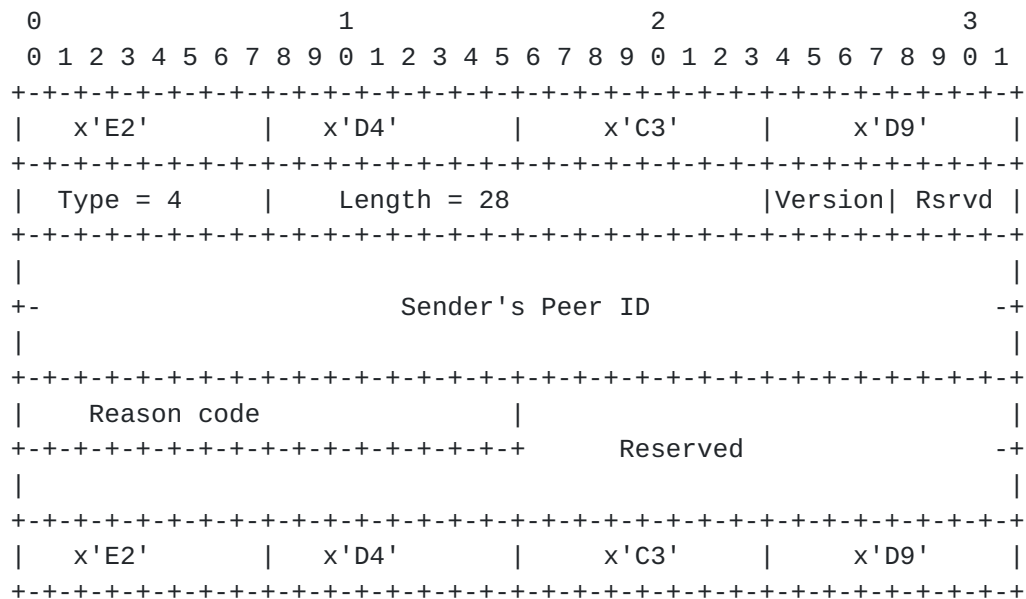 0                   1                   2                   3
 0 1 2 3 4 5 6 7 8 9 0 1 2 3 4 5 6 7 8 9 0 1 2 3 4 5 6 7 8 9 0 1
+-+-+-+-+-+-+-+-+-+-+-+-+-+-+-+-+-+-+-+-+-+-+-+-+-+-+-+-+-+-+-+-+
|   x'E2'       |   x'D4'       |     x'C3'     |     x'D9'     |
+-+-+-+-+-+-+-+-+-+-+-+-+-+-+-+-+-+-+-+-+-+-+-+-+-+-+-+-+-+-+-+-+
|  Type = 4     |    Length = 28                |Version| Rsrvd |
+-+-+-+-+-+-+-+-+-+-+-+-+-+-+-+-+-+-+-+-+-+-+-+-+-+-+-+-+-+-+-+-+
|                                                               |
+-                       Sender's Peer ID                      -+
|                                                               |
+-+-+-+-+-+-+-+-+-+-+-+-+-+-+-+-+-+-+-+-+-+-+-+-+-+-+-+-+-+-+-+-+
|    Reason code                |                               |
+-+-+-+-+-+-+-+-+-+-+-+-+-+-+-+-+      Reserved                -+
|                                                               |
+-+-+-+-+-+-+-+-+-+-+-+-+-+-+-+-+-+-+-+-+-+-+-+-+-+-+-+-+-+-+-+-+
|   x'E2'       |   x'D4'       |     x'C3'     |     x'D9'     |
+-+-+-+-+-+-+-+-+-+-+-+-+-+-+-+-+-+-+-+-+-+-+-+-+-+-+-+-+-+-+-+-+